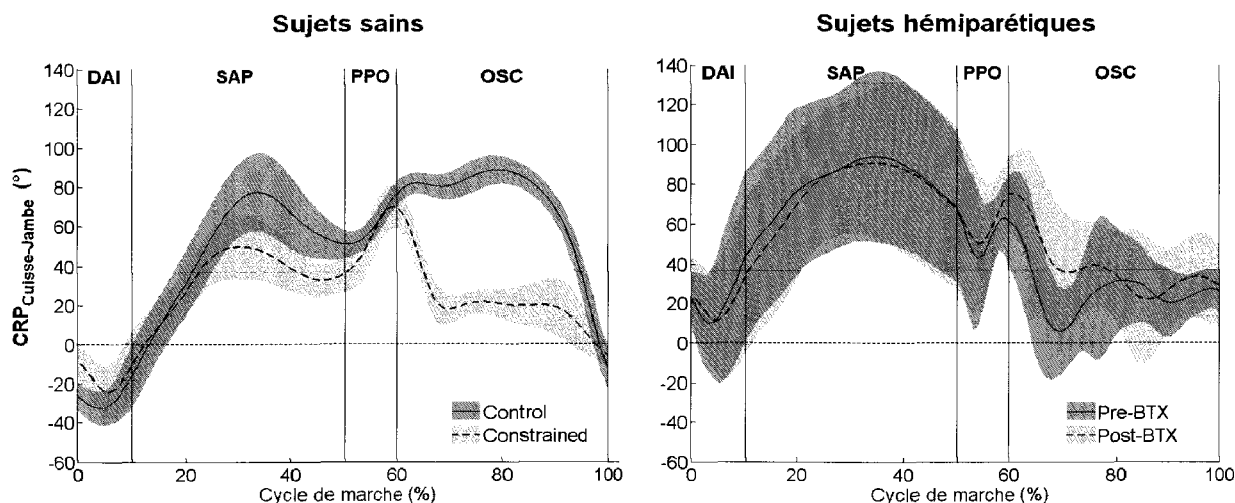 Sujets sains
Sujets hémiparétiques
140
120
100
80
60
40
20
0
-20
-40
-60
CRP Cuisse-Jambe (°)
DAI
SAP
PPO
OSC
Control
Constrained
0
20
40
60
80
100
Cycle de marche (%)
140
120
100
80
60
40
20
0
-20
-40
-60
DAI
SAP
PPO
OSC
Pre-BTX
Post-BTX
0
20
40
60
80
100
Cycle de marche (%)